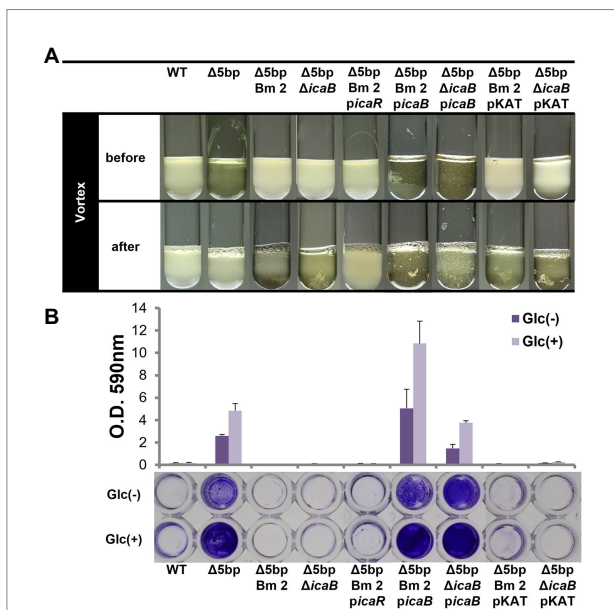 A
WT Δ5bp Δ5bp Δ5bp Δ5bp Δ5bp Δ5bp Δ5bp Δ5bp
Bm 2 ΔicaB Bm 2 Bm 2 ΔicaB Bm 2 ΔicaB
picaR picaB picaB pKAT pKAT
Vortex
before
after
B
14
12
10
8
6
4
2
0
O.D. 590nm
Glc(-)
Glc(+)
Glc(-)
Glc(+)
WT Δ5bp Δ5bp Δ5bp Δ5bp Δ5bp Δ5bp Δ5bp Δ5bp
Bm 2 ΔicaB Bm 2 Bm 2 ΔicaB Bm 2 ΔicaB
picaR picaB picaB pKAT pKAT